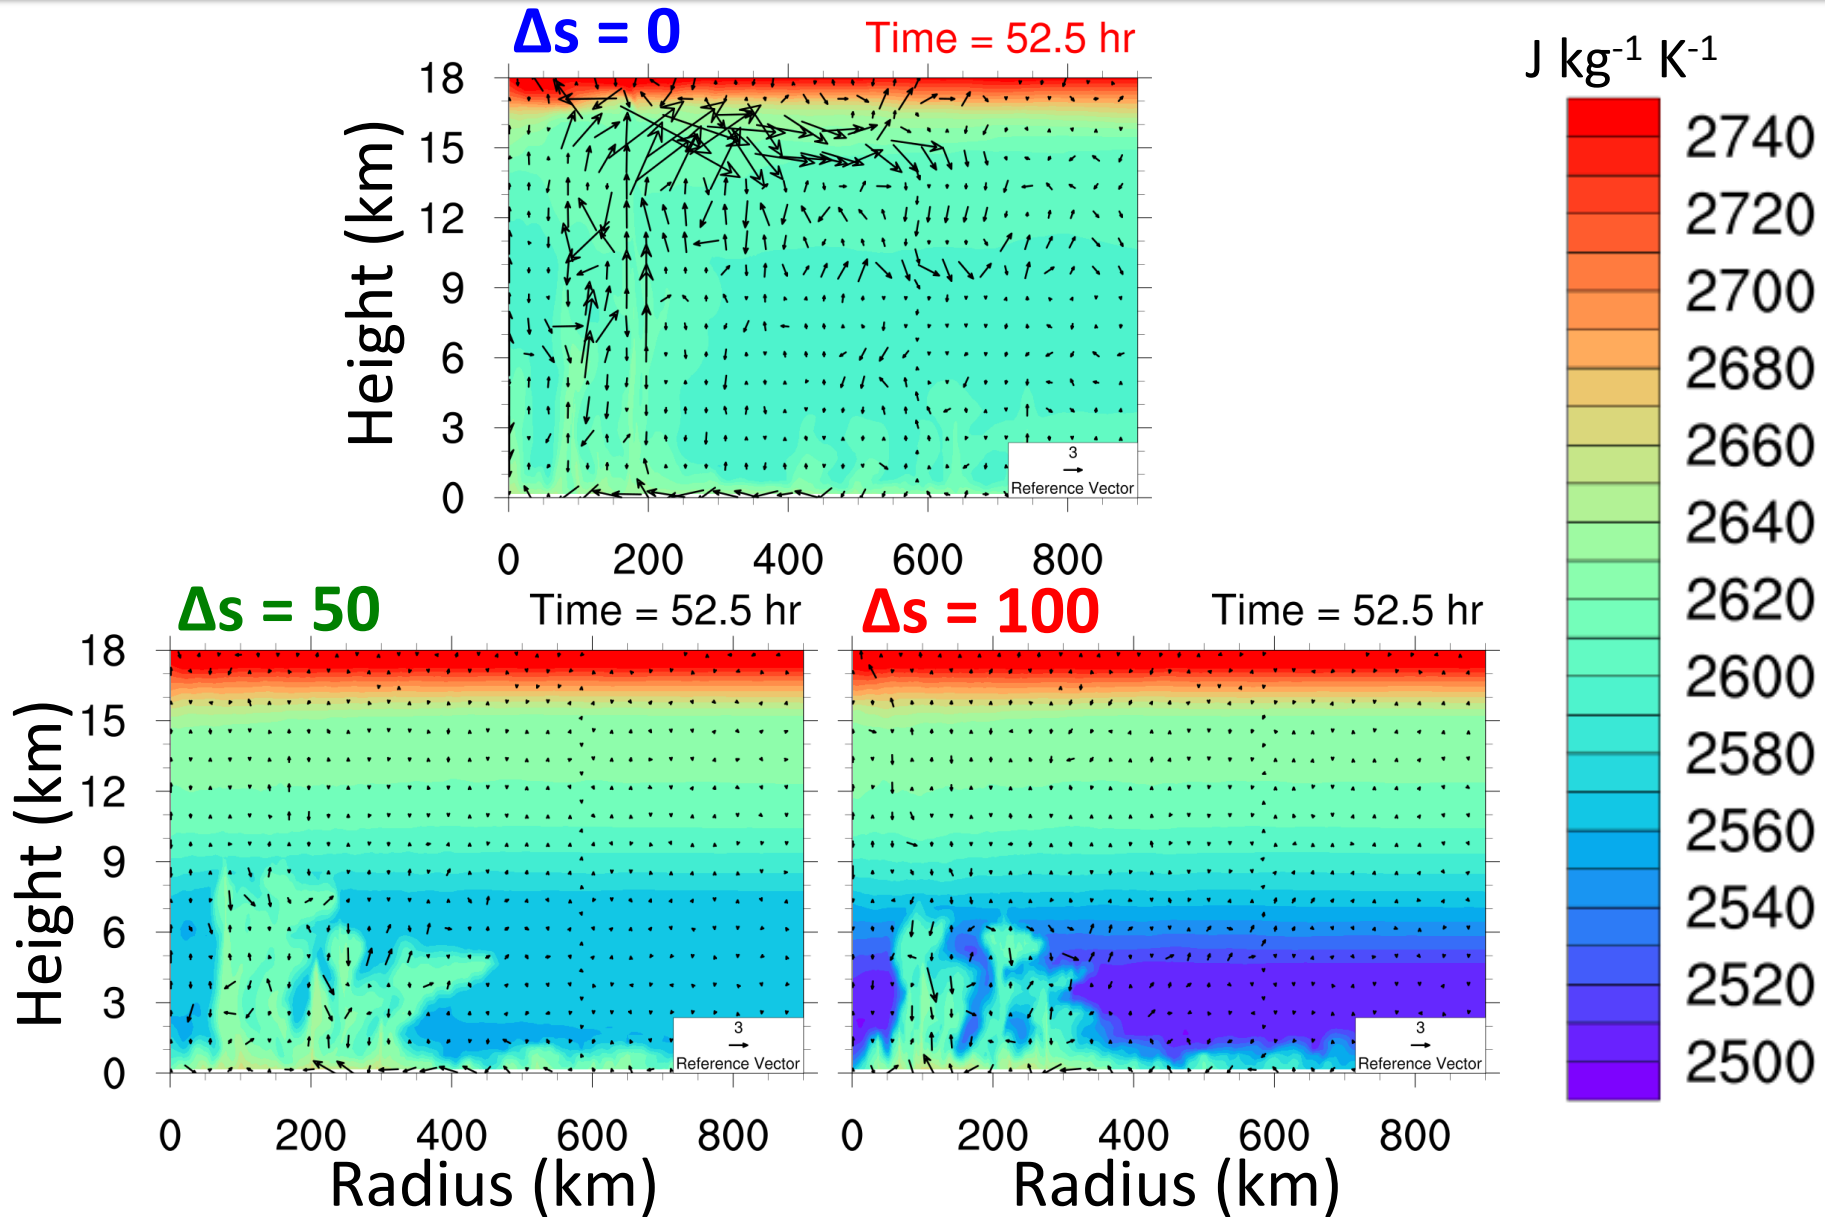 Δs = 0
Time = 52.5 hr
J kg-1 K-1
Height (km)
18
15
12
9
6
3
0
3
Reference Vector
0 200 400 600 800
2740
2720
2700
2680
2660
2640
2620
2600
2580
2560
2540
2520
2500
Δs = 50
Time = 52.5 hr
Height (km)
18
15
12
9
6
3
0
3
Reference Vector
0 200 400 600 800
Radius (km)
Δs = 100
Time = 52.5 hr
3
Reference Vector
0 200 400 600 800
Radius (km)